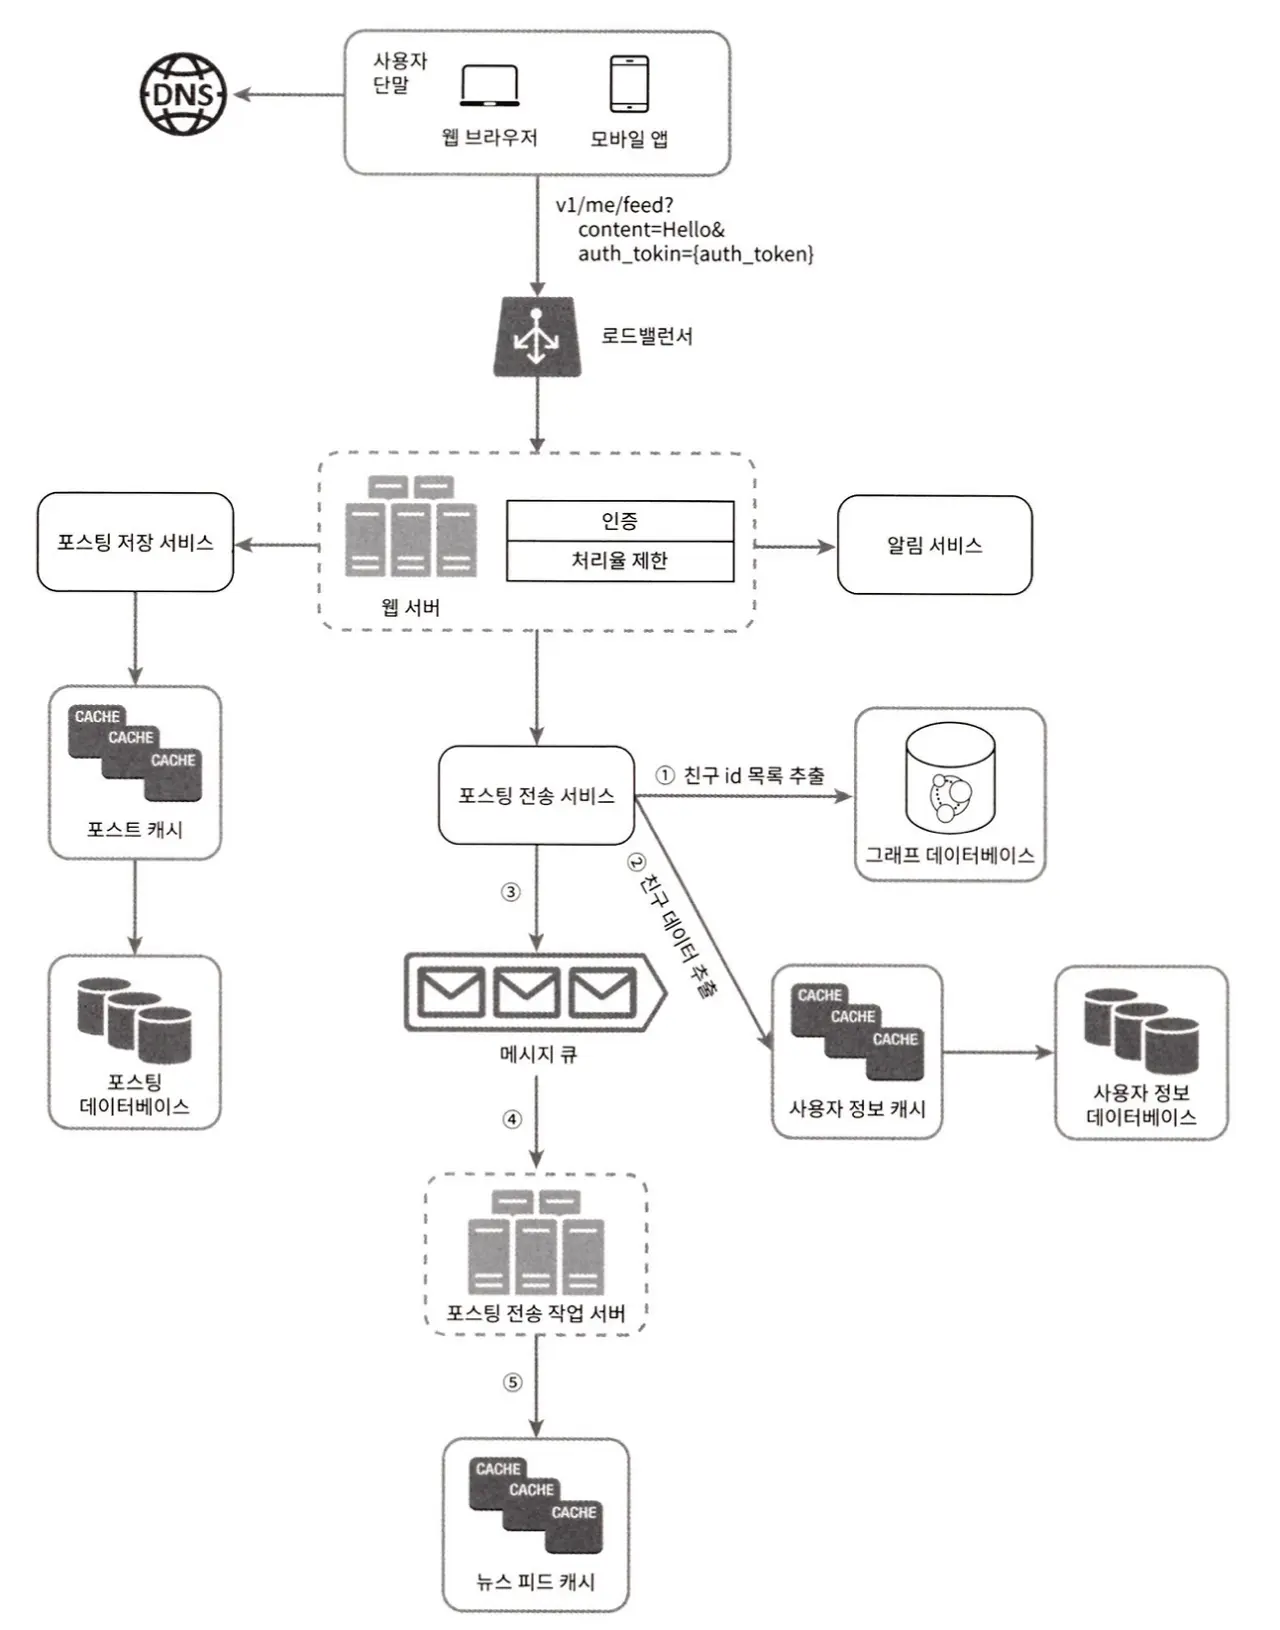 사용자
단말
DNS
웹 브라우저
모바일 앱
v1/me/feed?
content=Hello&
auth_tokin={auth_token}
로드밸런서
포스팅 저장 서비스
인증
처리율 제한
웹 서버
알림 서비스
CACHE
CACHE
CACHE
포스트 캐시
포스팅 전송 서비스
① 친구 id 목록 추출
그래프 데이터베이스
② 친구 데이터 추출
③
포스팅
데이터베이스
메시지 큐
CACHE
CACHE
CACHE
사용자 정보 캐시
사용자 정보
데이터베이스
④
포스팅 전송 작업 서버
⑤
CACHE
CACHE
CACHE
뉴스 피드 캐시